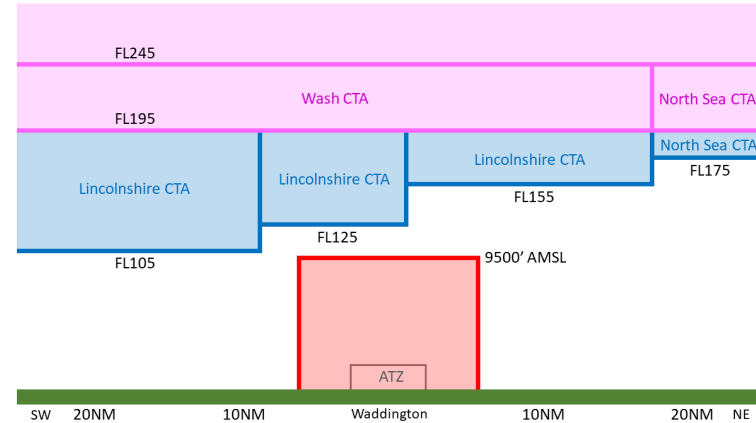 FL245
Wash CTA
North Sea CTA
FL195
North Sea CTA
Lincolnshire CTA
FL175
Lincolnshire CTA
Lincolnshire CTA
FL155
FL125
9500' AMSL
FL105
ATZ
SW 20NM 10NM Waddington 10NM 20NM NE